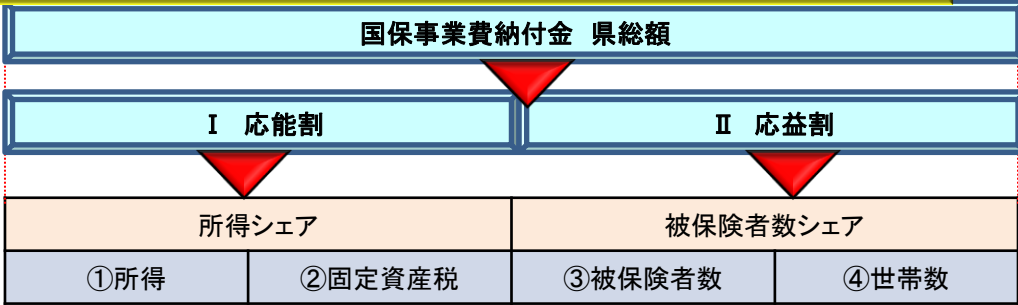 国保事業費納付金 県総額
Ⅰ 応能割
Ⅱ 応益割
所得シェア
被保険者数シェア
①所得
②固定資産税
③被保険者数
④世帯数